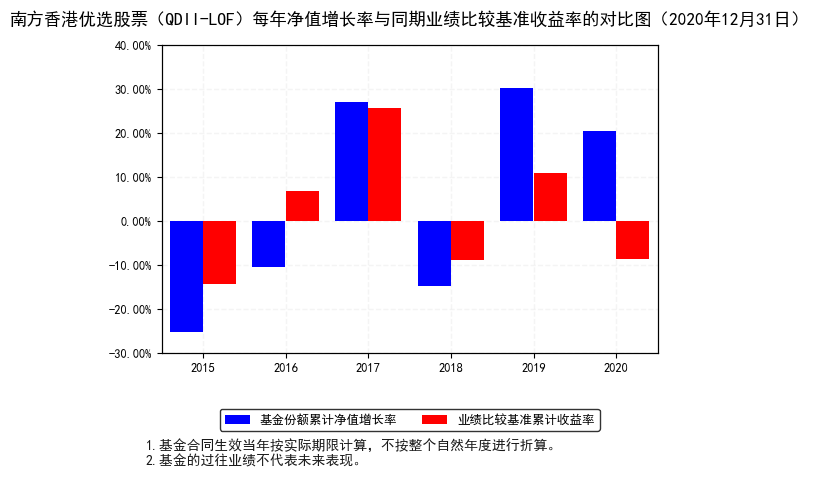 南方香港优选股票（QDII-LOF）每年净值增长率与同期业绩比较基准收益率的对比图（2020年12月31日）
40.00%
30.00%
20.00%
10.00%
0.00%
-10.00%
-20.00%
-30.00%
2015 2016 2017 2018 2019 2020
基金份额累计净值增长率 业绩比较基准累计收益率
1.基金合同生效当年按实际期限计算，不按整个自然年度进行折算。
2.基金的过往业绩不代表未来表现。